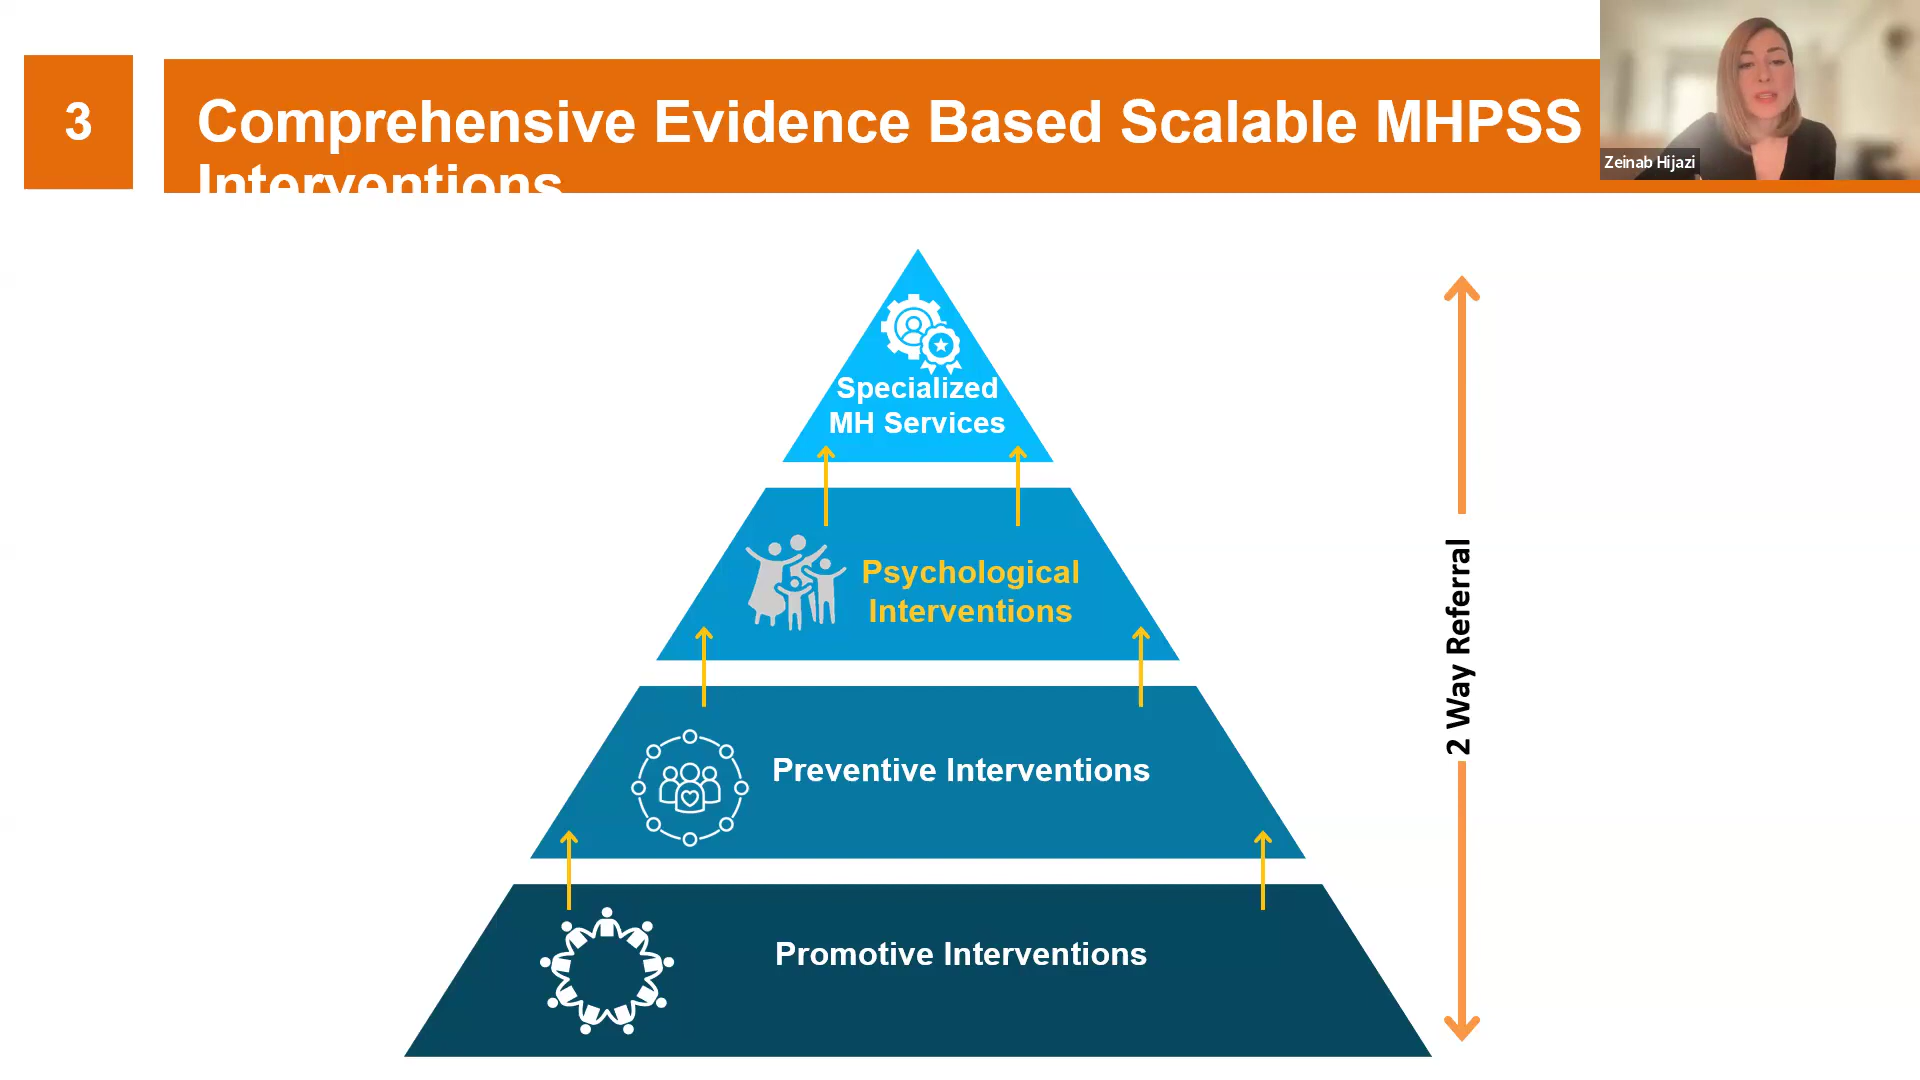 3
Comprehensive Evidence Based Scalable MHPSS
Interventions
Zeinab Hijazi
Specialized
MH Services
Psychological
Interventions
Preventive Interventions
Promotive Interventions
2 Way Referral